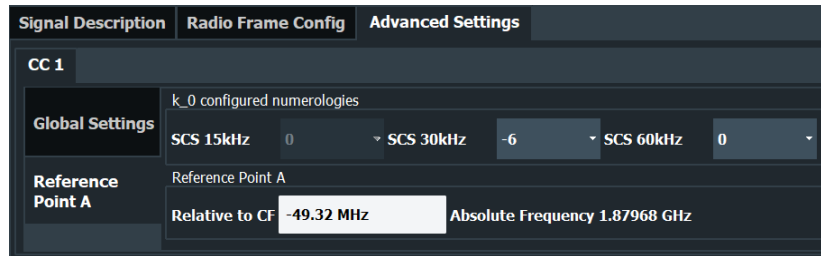 Signal Description Radio Frame Config Advanced Settings
CC 1
Global Settings
k_0 configured numerologies
SCS 15kHz 0 SCS 30kHz -6 SCS 60kHz 0
Reference
Point A
Reference Point A
Relative to CF -49.32 MHz Absolute Frequency 1.87968 GHz